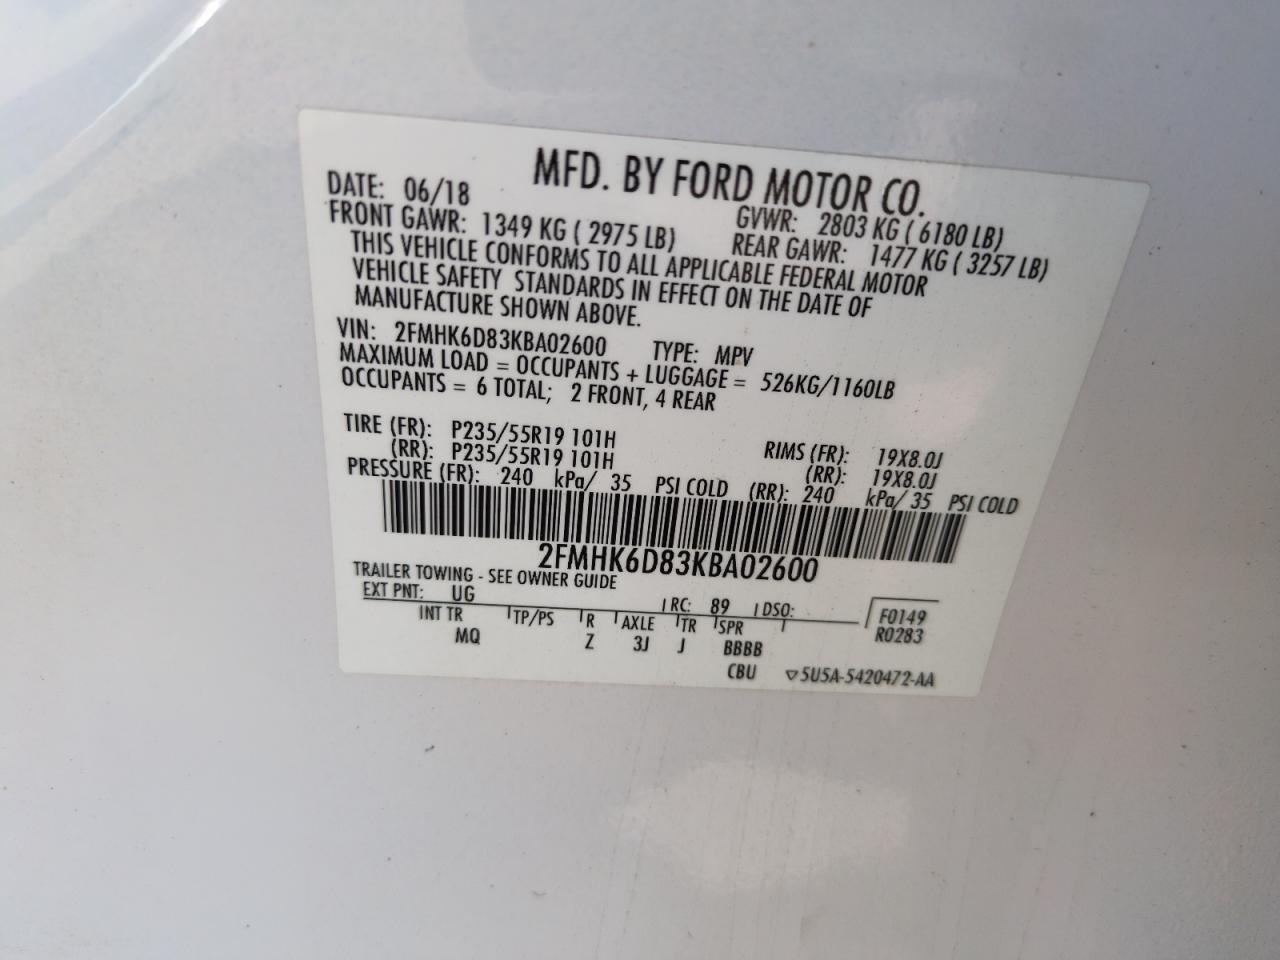 MFD. BY FORD MOTOR CO.
DATE: 06/18 GVWR: 2803 KG ( 6180 LB)
FRONT GAWR: 1349 KG ( 2975 LB) REAR GAWR: 1477 KG ( 3257 LB)
THIS VEHICLE CONFORMS TO ALL APPLICABLE FEDERAL MOTOR
VEHICLE SAFETY STANDARDS IN EFFECT ON THE DATE OF
MANUFACTURE SHOWN ABOVE.
VIN: 2FMHK6D83KBA02600 TYPE: MPV
MAXIMUM LOAD = OCCUPANTS + LUGGAGE = 526KG/1160LB
OCCUPANTS = 6 TOTAL; 2 FRONT, 4 REAR
TIRE (FR): P235/55R19 101H RIMS (FR): 19X8.0J
(RR): P235/55R19 101H (RR): 19X8.0J
PRESSURE (FR): 240 kPa/ 35 PSI COLD (RR): 240 kPa/ 35 PSI COLD
2FMHK6D83KBA02600
TRAILER TOWING - SEE OWNER GUIDE
EXT PNT: UG RC: 89 DSO: F0149
INT TR TP/PS R AXLE TR SPR R0283
MQ Z 3J J BBBB
CBU ▽5U5A-5420472-AA